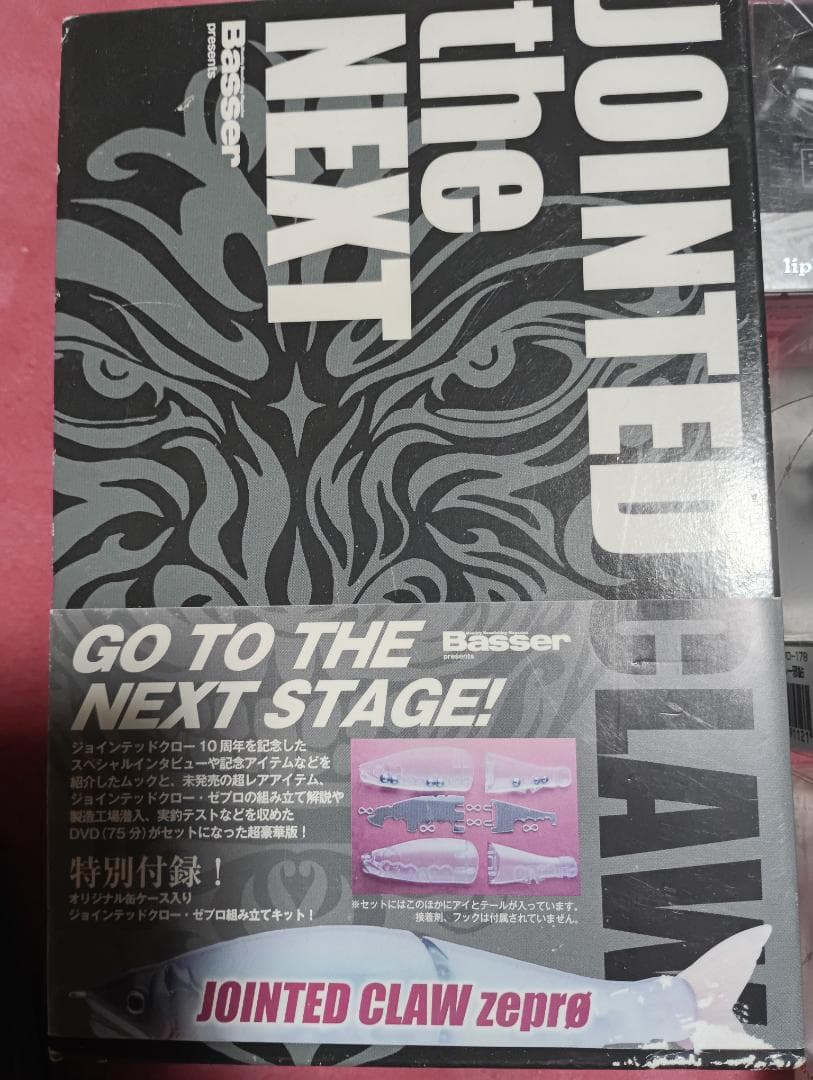 JOINTED CLAW
the
NEXT
Basser
presents
GO TO THE
NEXT STAGE!
Basser
presents
ジョインテッドクロー10周年を記念した
スペシャルインタビューや記念アイテムなどを
紹介したムックと、未発売の超レアアイテム、
ジョインテッドクロー・ゼプロの組み立て解説や
製造工場潜入、実釣テストなどを収めた
DVD(75分)がセットになった超豪華版!
特別付録!
オリジナル缶ケース入り
ジョインテッドクロー・ゼプロ組み立てキット!
※セットにはこのほかにアイとテールが入っています。
接着剤、フックは付属されていません。
JOINTED CLAW zeprø
lip